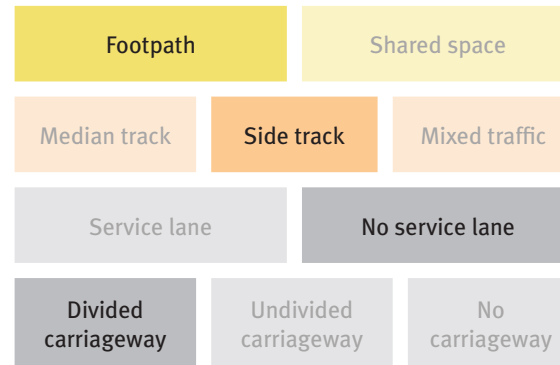 Footpath
Shared space
Median track
Side track
Mixed traffic
Service lane
No service lane
Divided
carriageway
Undivided
carriageway
No
carriageway